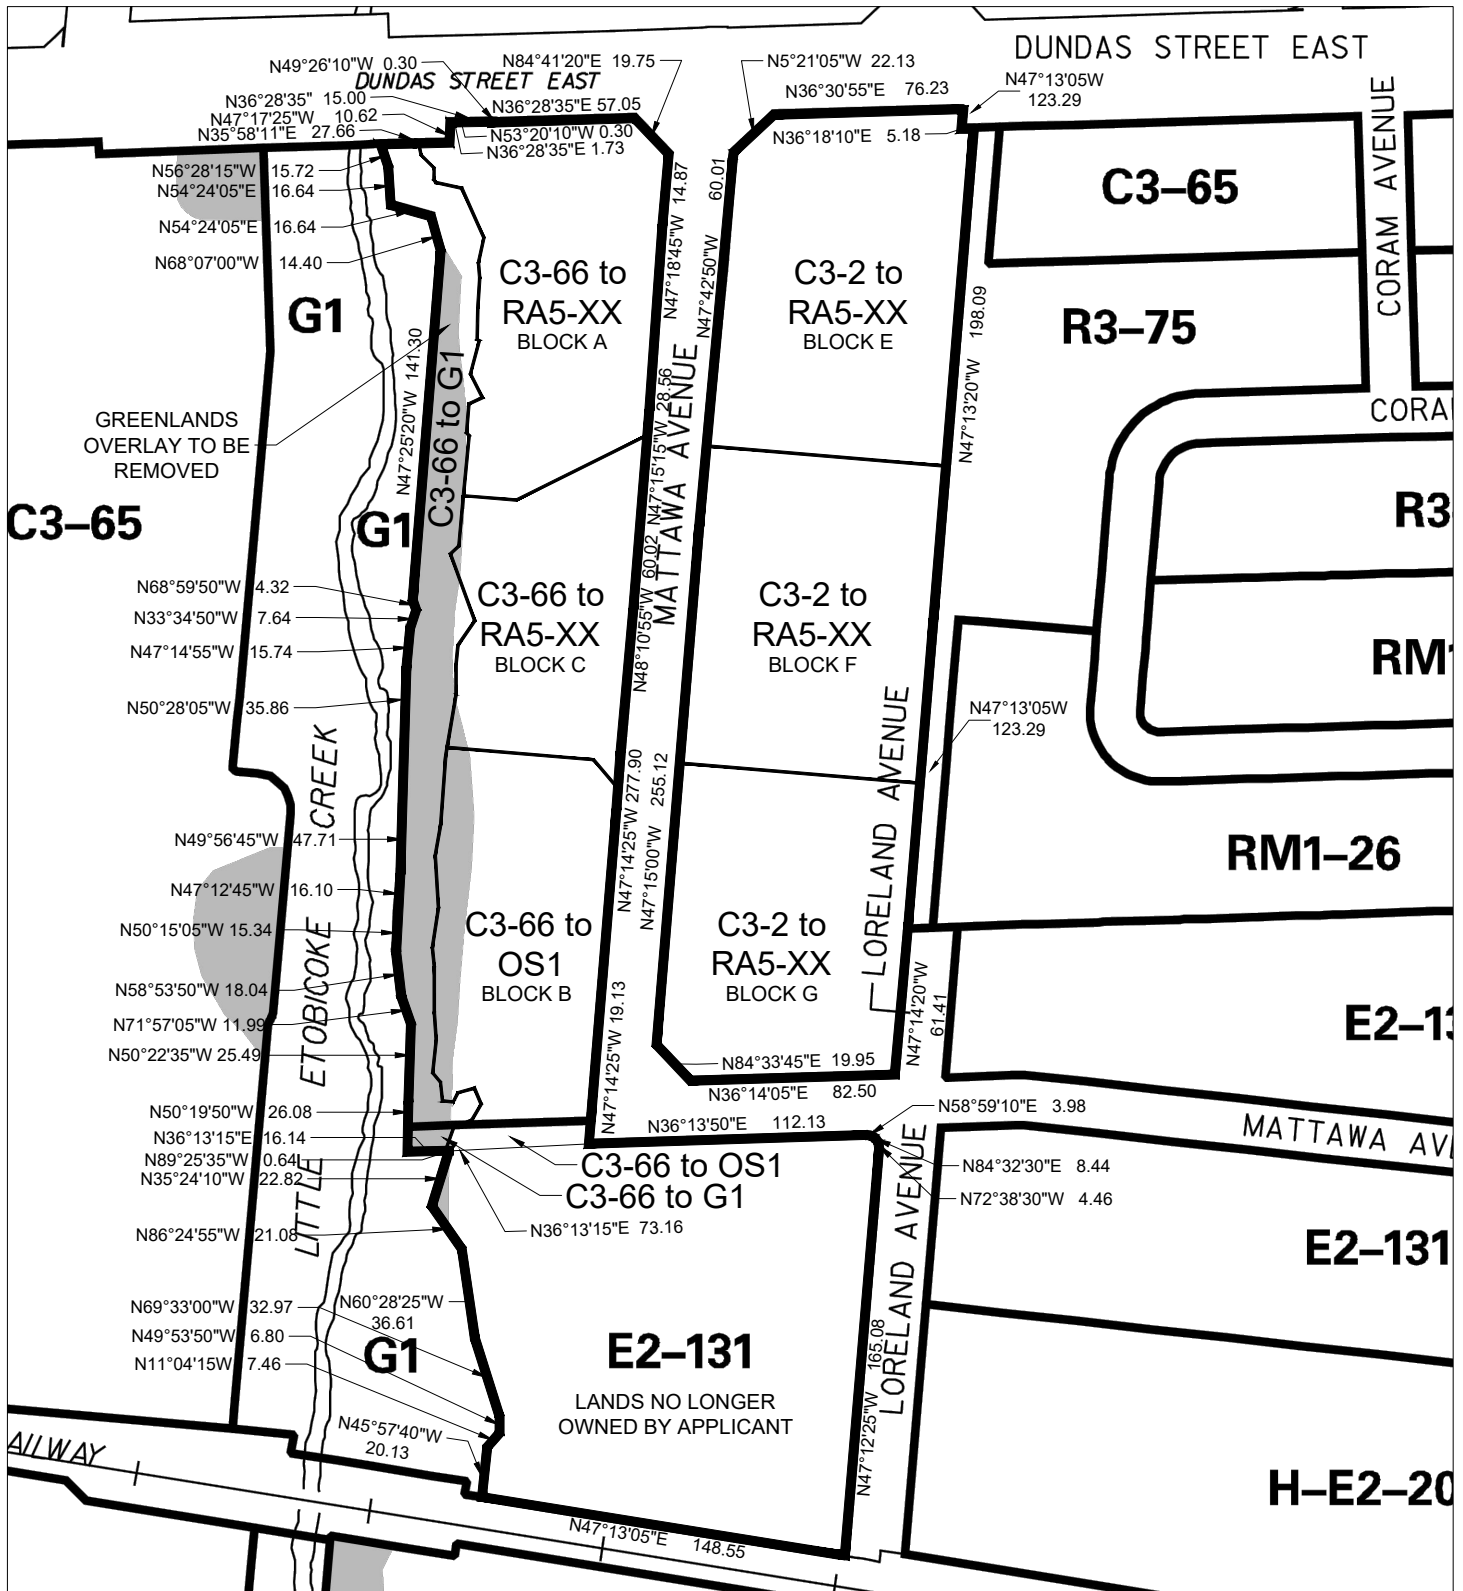 DUNDAS STREET EAST
N49°26'10"W 0.30
N84°41'20"E 19.75
N5°21'05"W 22.13
DUNDAS STREET EAST
N47°13'05W
123.29
N36°28'35" 15.00
N36°28'35"E 57.05
N36°30'55"E 76.23
N47°17'25"W 10.62
N35°58'11"E 27.66
N53°20'10"W 0.30
N36°28'35"E 1.73
N36°18'10"E 5.18
N56°28'15"W 15.72
N54°24'05"E 16.64
N54°24'05"E 16.64
N68°07'00"W 14.40
N47°18'45"W 14.87
N47°42'50"W 60.01
C3–65
CORAM AVENUE
G1
C3-66 to
RA5-XX
BLOCK A
C3-2 to
RA5-XX
BLOCK E
N47°13'20"W 198.09
R3–75
N47°25'20"W 141.30
C3-66 to G1
GREENLANDS
OVERLAY TO BE
REMOVED
N47°15'15"W 28.56
MATTAWA AVENUE
CORA
C3–65
G1
R3
N48°10'55"W 60.02
N68°59'50"W 4.32
N33°34'50"W 7.64
N47°14'55"W 15.74
N50°28'05"W 35.86
C3-66 to
RA5-XX
BLOCK C
C3-2 to
RA5-XX
BLOCK F
RM1
LORELAND AVENUE
N47°13'05W
123.29
LITTLE ETOBICOKE CREEK
N47°14'25"W 277.90
N47°15'00"W 255.12
N49°56'45"W 47.71
N47°12'45"W 16.10
N50°15'05"W 15.34
N58°53'50"W 18.04
N71°57'05"W 11.99
N50°22'35"W 25.49
RM1–26
C3-66 to
OS1
BLOCK B
C3-2 to
RA5-XX
BLOCK G
N47°14'25"W 19.13
N47°14'20"W
61.41
E2–13
N84°33'45"E 19.95
N36°14'05"E 82.50
N50°19'50"W 26.08
N36°13'15"E 16.14
N89°25'35"W 0.64
N35°24'10"W 22.82
N86°24'55"W 21.08
N36°13'50"E 112.13
N58°59'10"E 3.98
MATTAWA AV
C3-66 to OS1
C3-66 to G1
N36°13'15"E 73.16
N84°32'30"E 8.44
N72°38'30"W 4.46
LORELAND AVENUE
E2–131
N69°33'00"W 32.97
N49°53'50"W 6.80
N11°04'15W 7.46
N60°28'25"W
36.61
G1
E2–131
LANDS NO LONGER
OWNED BY APPLICANT
N47°12'25"W 165.08
N45°57'40"W
20.13
AILWAY
H–E2–20
N47°13'05"E 148.55